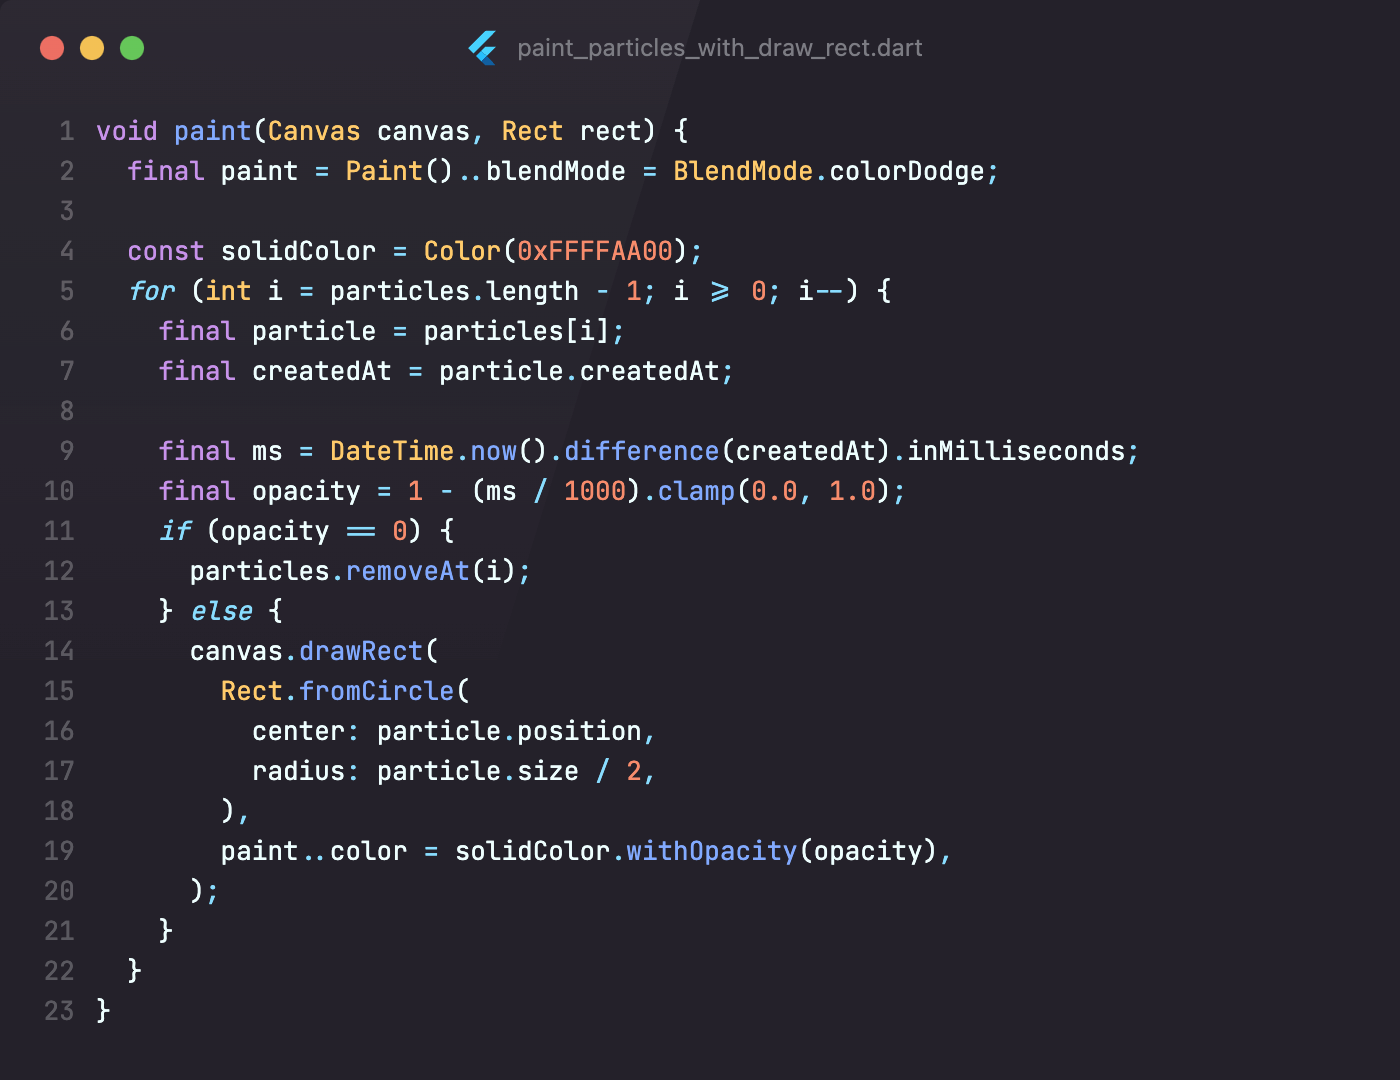 paint_particles_with_draw_rect.dart
1 void paint(Canvas canvas, Rect rect) {
2   final paint = Paint()..blendMode = BlendMode.colorDodge;
3
4   const solidColor = Color(0xFFFFAA00);
5   for (int i = particles.length - 1; i >= 0; i--) {
6     final particle = particles[i];
7     final createdAt = particle.createdAt;
8
9     final ms = DateTime.now().difference(createdAt).inMilliseconds;
10     final opacity = 1 - (ms / 1000).clamp(0.0, 1.0);
11     if (opacity == 0) {
12       particles.removeAt(i);
13     } else {
14       canvas.drawRect(
15         Rect.fromCircle(
16           center: particle.position,
17           radius: particle.size / 2,
18         ),
19         paint..color = solidColor.withOpacity(opacity),
20       );
21     }
22   }
23 }